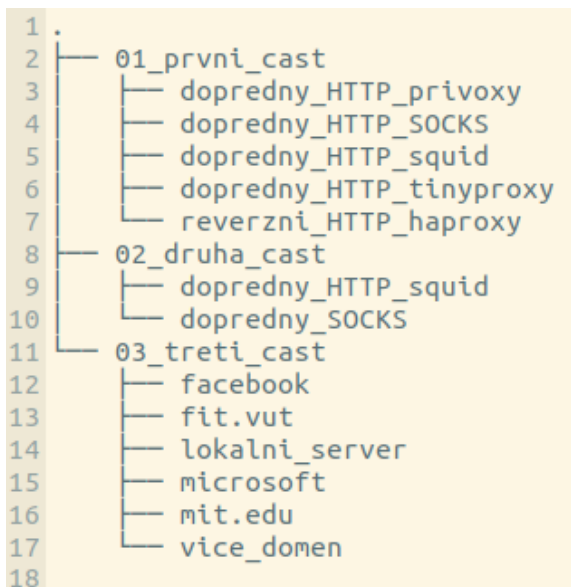 1 .
2 ├── 01_prvni_cast
3 │   ├── dopredny_HTTP_privoxy
4 │   ├── dopredny_HTTP_SOCKS
5 │   ├── dopredny_HTTP_squid
6 │   ├── dopredny_HTTP_tinyproxy
7 │   └── reverzni_HTTP_haproxy
8 ├── 02_druha_cast
9 │   ├── dopredny_HTTP_squid
10 │   └── dopredny_SOCKS
11 └── 03_treti_cast
12     ├── facebook
13     ├── fit.vut
14     ├── lokalni_server
15     ├── microsoft
16     ├── mit.edu
17     └── vice_domen
18